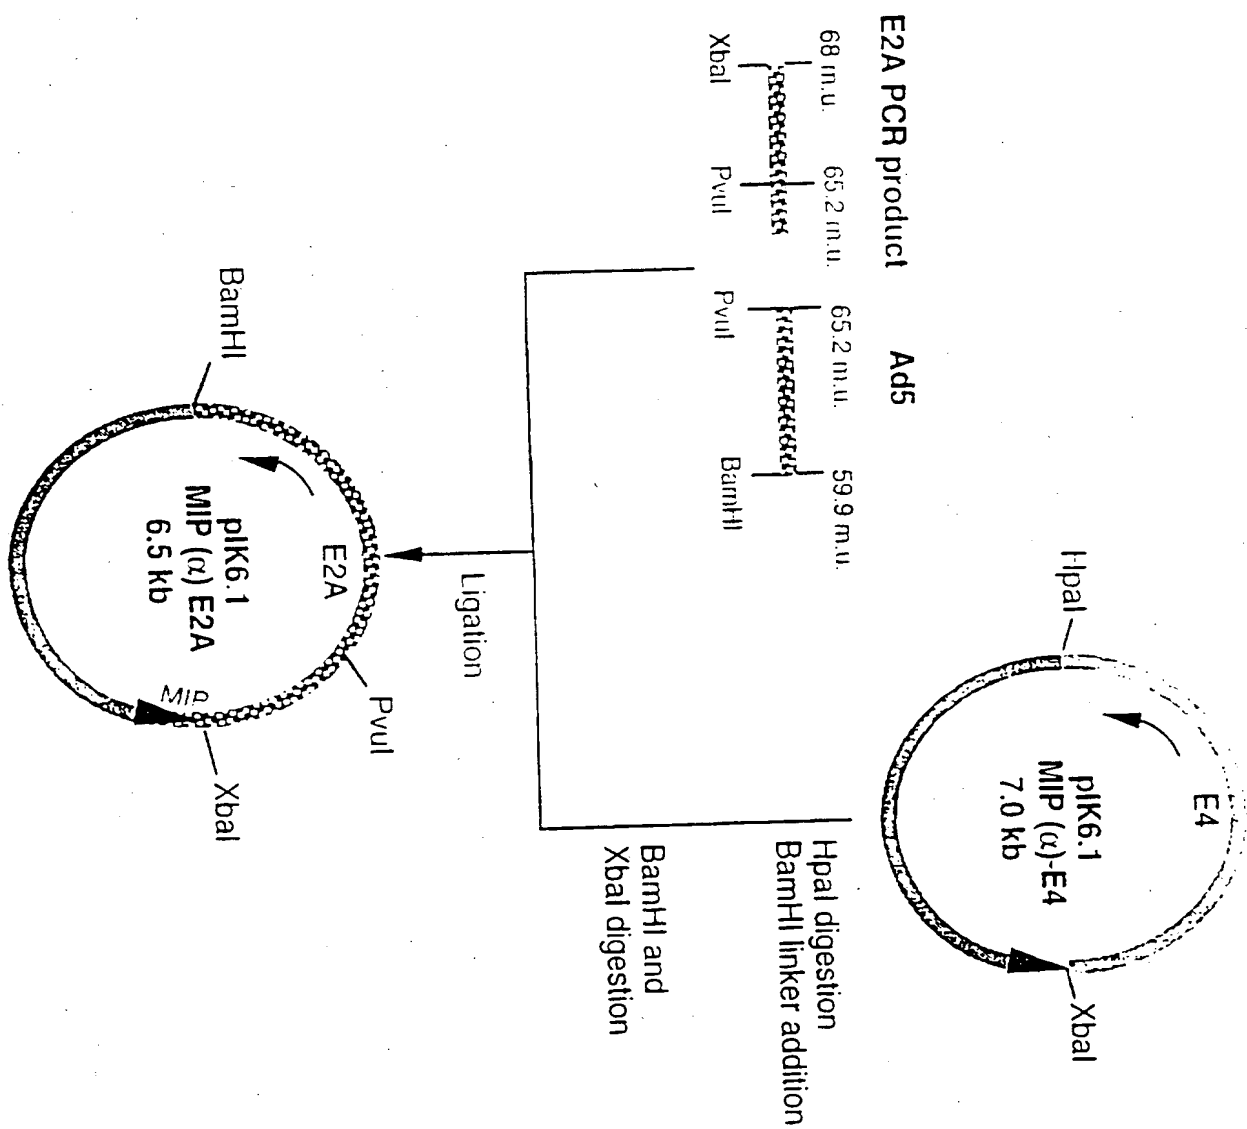 E2A PCR product
Ad5
68 m.u.
65.2 m.u.
65.2 m.u.
59.9 m.u.
XbaI
PvuI
PvuI
BamHI
HpaI
E4
pIK6.1
MIP (α)-E4
7.0 kb
XbaI
HpaI digestion
BamHI linker addition
BamHI and
XbaI digestion
Ligation
BamHI
E2A
PvuI
pIK6.1
MIP (α) E2A
6.5 kb
MIP
XbaI